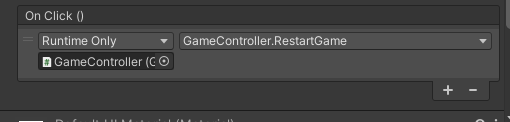 On Click ()
Runtime Only
GameController.RestartGame
GameController (